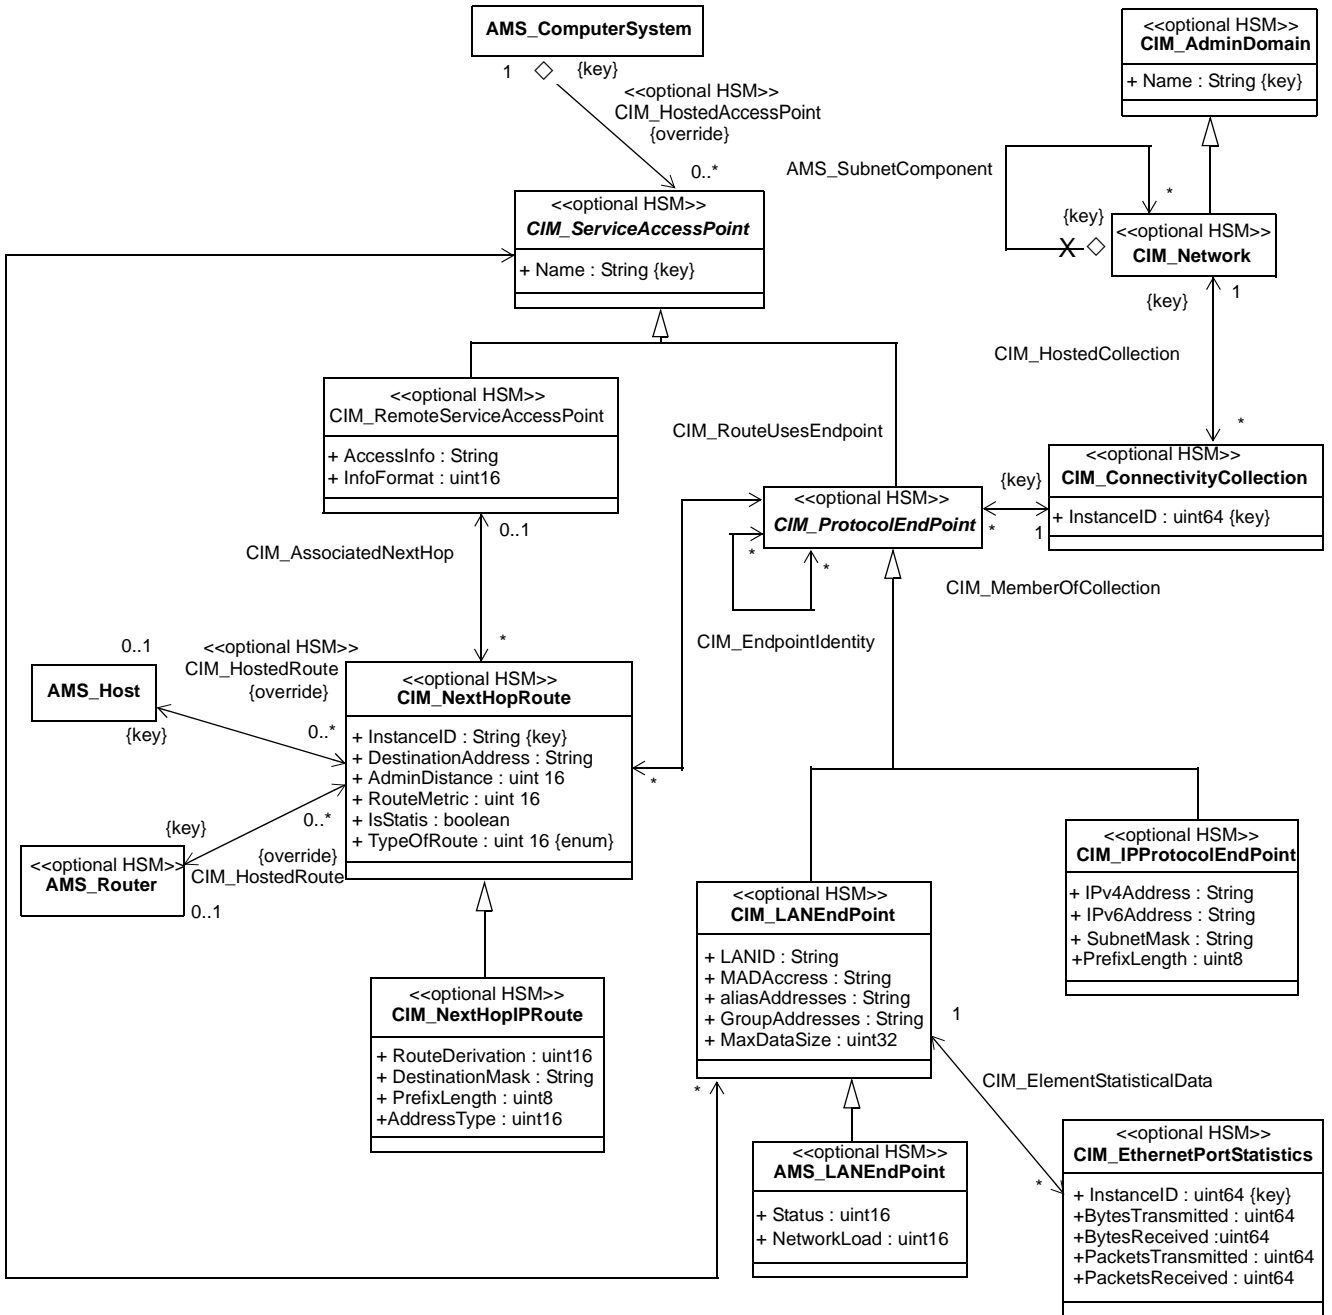 AMS_ComputerSystem
1
{key}
<<optional HSM>>
CIM_HostedAccessPoint
{override}
0..*
<<optional HSM>>
CIM_AdminDomain
+ Name : String {key}
AMS_SubnetComponent
*
{key}
X
<<optional HSM>>
CIM_Network
{key}
1
CIM_HostedCollection
*
<<optional HSM>>
CIM_ServiceAccessPoint
+ Name : String {key}
<<optional HSM>>
CIM_RemoteServiceAccessPoint
+ AccessInfo : String
+ InfoFormat : uint16
0..1
CIM_AssociatedNextHop
*
CIM_RouteUsesEndpoint
<<optional HSM>>
CIM_ProtocolEndPoint
*
*
CIM_EndpointIdentity
{key}
*
1
<<optional HSM>>
CIM_ConnectivityCollection
+ InstanceID : uint64 {key}
CIM_MemberOfCollection
0..1
<<optional HSM>>
CIM_HostedRoute
{override}
AMS_Host
{key}
0..*
<<optional HSM>>
CIM_NextHopRoute
+ InstanceID : String {key}
+ DestinationAddress : String
+ AdminDistance : uint 16
+ RouteMetric : uint 16
+ IsStatis : boolean
+ TypeOfRoute : uint 16 {enum}
*
{key}
0..*
<<optional HSM>>
AMS_Router
{override}
CIM_HostedRoute
0..1
<<optional HSM>>
CIM_NextHopIPRoute
+ RouteDerivation : uint16
+ DestinationMask : String
+ PrefixLength : uint8
+AddressType : uint16
<<optional HSM>>
CIM_LANEndPoint
+ LANID : String
+ MADAccress : String
+ aliasAddresses : String
+ GroupAddresses : String
+ MaxDataSize : uint32
*
1
<<optional HSM>>
CIM_IPProtocolEndPoint
+ IPv4Address : String
+ IPv6Address : String
+ SubnetMask : String
+PrefixLength : uint8
CIM_ElementStatisticalData
*
<<optional HSM>>
AMS_LANEndPoint
+ Status : uint16
+ NetworkLoad : uint16
<<optional HSM>>
CIM_EthernetPortStatistics
+ InstanceID : uint64 {key}
+BytesTransmitted : uint64
+BytesReceived :uint64
+PacketsTransmitted : uint64
+PacketsReceived : uint64